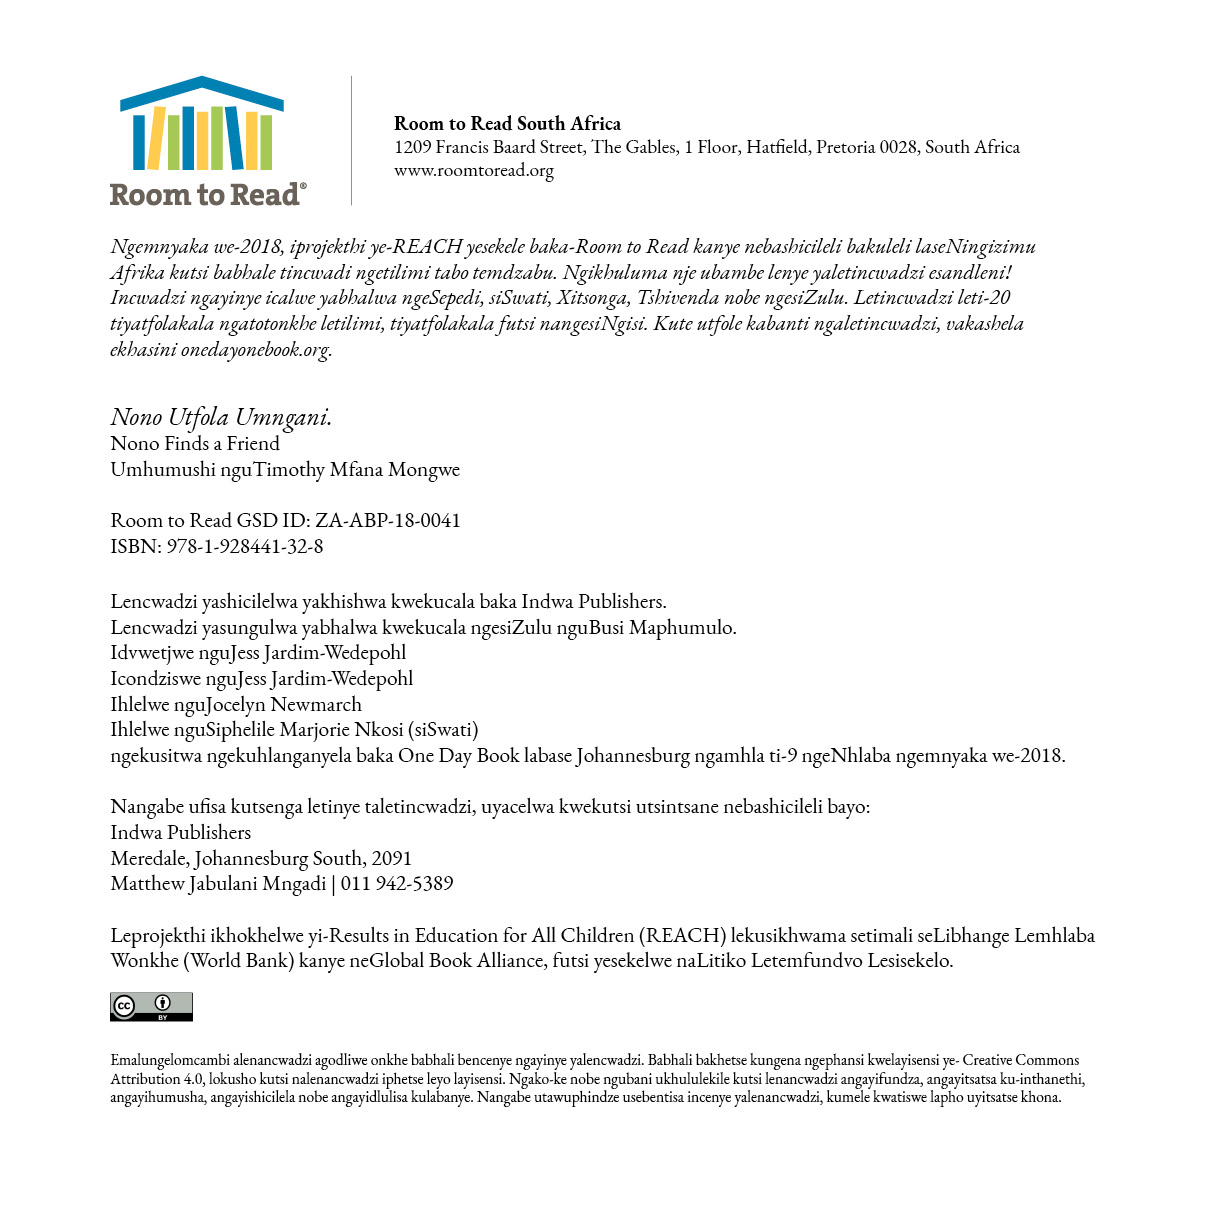 Room to Read®
Room to Read South Africa
1209 Francis Baard Street, The Gables, 1 Floor, Hatfield, Pretoria 0028, South Africa
www.roomtoread.org
Ngemnyaka we-2018, iprojekthi ye-REACH yesekele baka-Room to Read kanye nebashicileli bakuleli laseNingizimu
Afrika kutsi babhale tincwadi ngetilimi tabo temdzabu. Ngikhuluma nje ubambe lenye yaletincwadzi esandleni!
Incwadzi ngayinye icalwe yabhalwa ngeSepedi, siSwati, Xitsonga, Tshivenda nobe ngesiZulu. Letincwadzi leti-20
tiyatfolakala ngatotonkhe letilimi, tiyatfolakala futsi nangesiNgisi. Kute utfole kabanti ngaletincwadzi, vakashela
ekhasini onedayonebook.org.
Nono Utfola Umngani.
Nono Finds a Friend
Umhumushi nguTimothy Mfana Mongwe
Room to Read GSD ID: ZA-ABP-18-0041
ISBN: 978-1-928441-32-8
Lencwadzi yashicilelwa yakhishwa kwekucala baka Indwa Publishers.
Lencwadzi yasungulwa yabhalwa kwekucala ngesiZulu nguBusi Maphumulo.
Idvwetjwe nguJess Jardim-Wedepohl
Icondziswe nguJess Jardim-Wedepohl
Ihlelwe nguJocelyn Newmarch
Ihlelwe nguSiphelile Marjorie Nkosi (siSwati)
ngekusitwa ngekuhlanganyela baka One Day Book labase Johannesburg ngamhla ti-9 ngeNhlaba ngemnyaka we-2018.
Nangabe ufisa kutsenga letinye taletincwadzi, uyacelwa kwekutsi utsintsane nebashicileli bayo:
Indwa Publishers
Meredale, Johannesburg South, 2091
Matthew Jabulani Mngadi | 011 942-5389
Leprojekthi ikhokhelwe yi-Results in Education for All Children (REACH) lekusikhwama setimali seLibhange Lemhlaba
Wonkhe (World Bank) kanye neGlobal Book Alliance, futsi yesekelwe naLitiko Letemfundvo Lesisekelo.
cc BY
Emalungelomcambi alenancwadzi agodliwe onkhe babhali bencenye ngayinye yalencwadzi. Babhali bakhetse kungena ngephansi kwelayisensi ye- Creative Commons
Attribution 4.0, lokusho kutsi nalenancwadzi iphetse leyo layisensi. Ngako-ke nobe ngubani ukhululekile kutsi lenancwadzi angayifundza, angayitsatsa ku-inthanethi,
angayihumusha, angayishicilela nobe angayidlulisa kulabanye. Nangabe utawuphindze usebentisa incenye yalenancwadzi, kumele kwatiswe lapho uyitsatse khona.